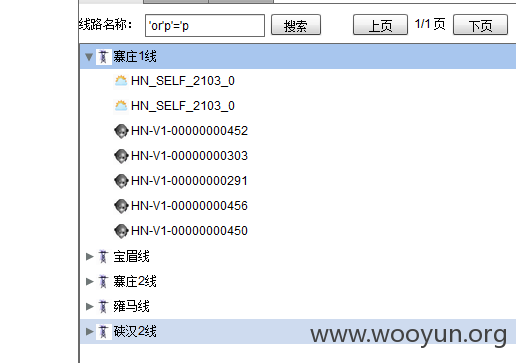 线路名称： 'or'p'='p 搜索 上页 1/1 页 下页
寨庄1线
HN_SELF_2103_0
HN_SELF_2103_0
HN-V1-00000000452
HN-V1-00000000303
HN-V1-00000000291
HN-V1-00000000456
HN-V1-00000000450
宝眉线
寨庄2线
雍马线
硖汉2线
www.wooyun.org